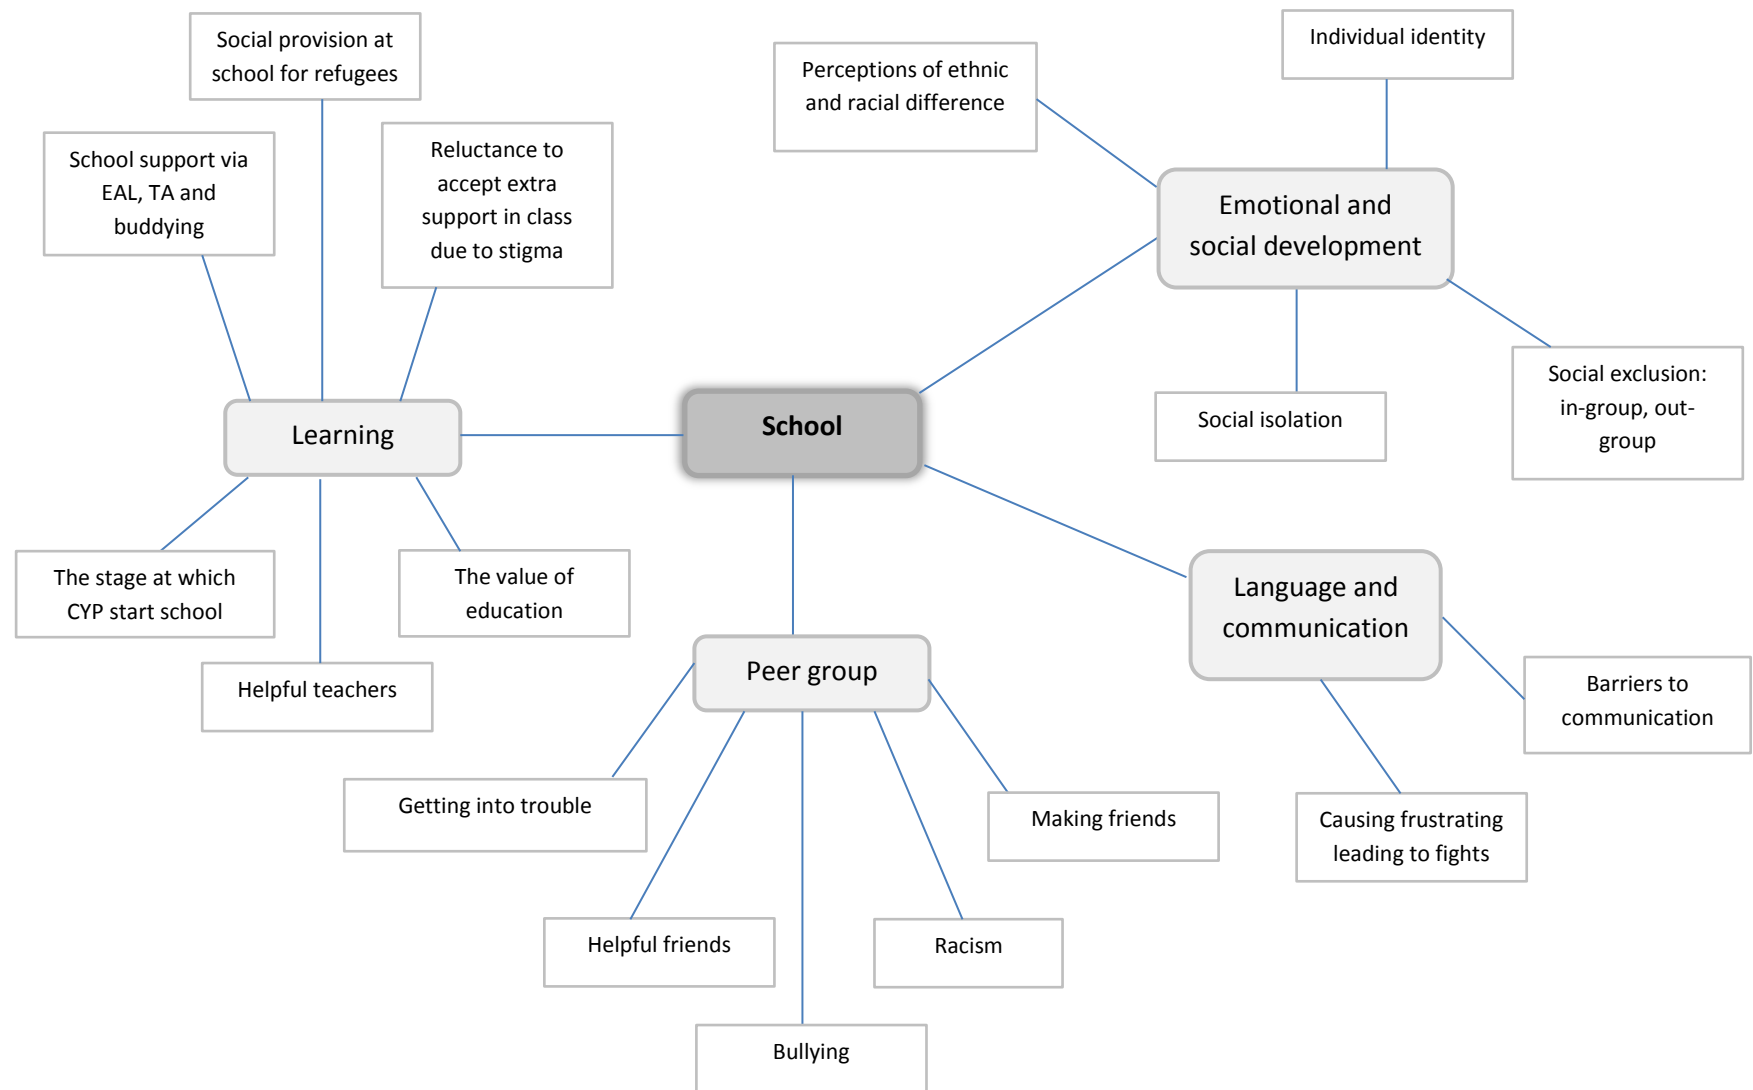 Social provision at
school for refugees
Individual identity
Perceptions of ethnic
and racial difference
School support via
EAL, TA and
buddying
Reluctance to
accept extra
support in class
due to stigma
Emotional and
social development
Social exclusion:
in-group, out-
group
Social isolation
School
Learning
The stage at which
CYP start school
The value of
education
Helpful teachers
Language and
communication
Peer group
Barriers to
communication
Getting into trouble
Making friends
Causing frustrating
leading to fights
Helpful friends
Racism
Bullying